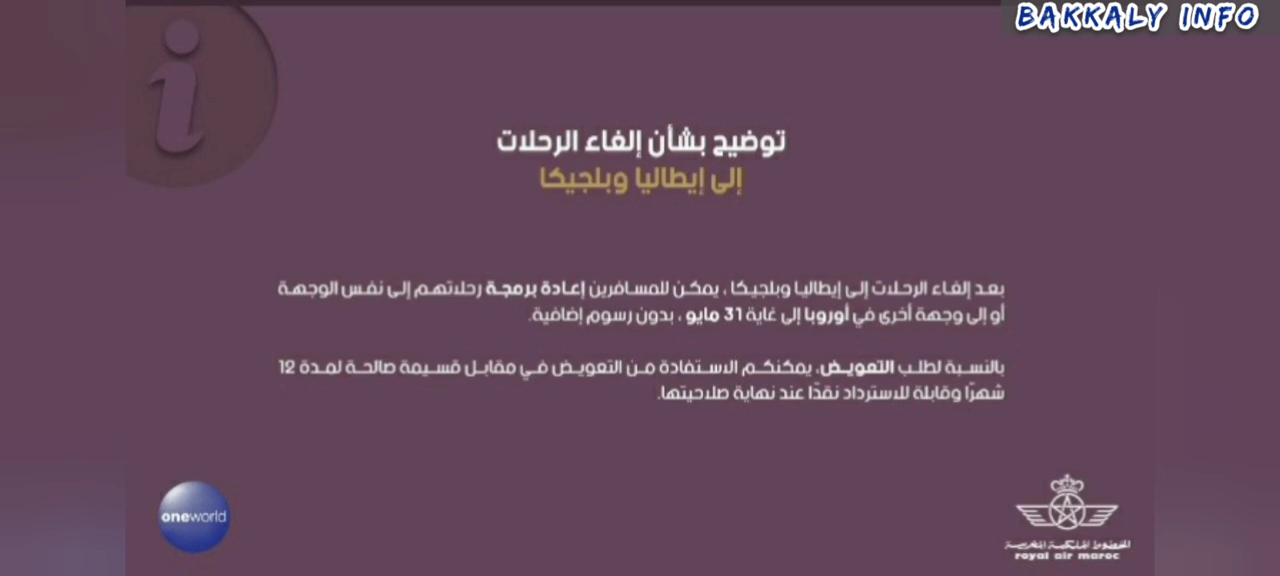 BAKKALY INFO
توضيح بشأن إلغاء الرحلات
إلى إيطاليا وبلجيكا
بعد إلغاء الرحلات إلى إيطاليا وبلجيكا ، يمكن للمسافرين إعادة برمجة رحلاتهم إلى نفس الوجهة
أو إلى وجهة أخرى في أوروبا إلى غاية 31 مايو ، بدون رسوم إضافية.
بالنسبة لطلب التعويض، يمكنكم الاستفادة من التعويض في مقابل قسيمة صالحة لمدة 12
شهرًا وقابلة للاسترداد نقدًا عند نهاية صلاحيتها.
oneworld
الخطوط الملكية المغربية
royal air maroc